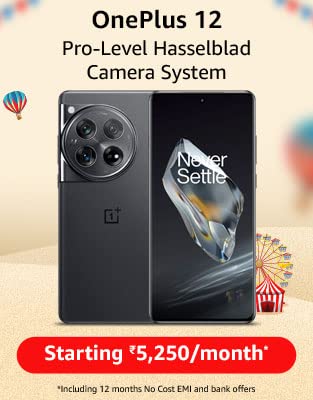 OnePlus 12
Pro-Level Hasselblad
Camera System
Never
Settle
Starting ₹5,250/month*
*Including 12 months No Cost EMI and bank offers